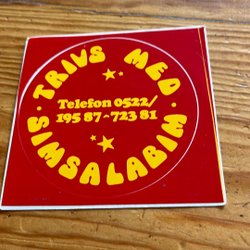 · TRIVS MED ·
Telefon 0522/
195 87-723 81
SIMSALABIM